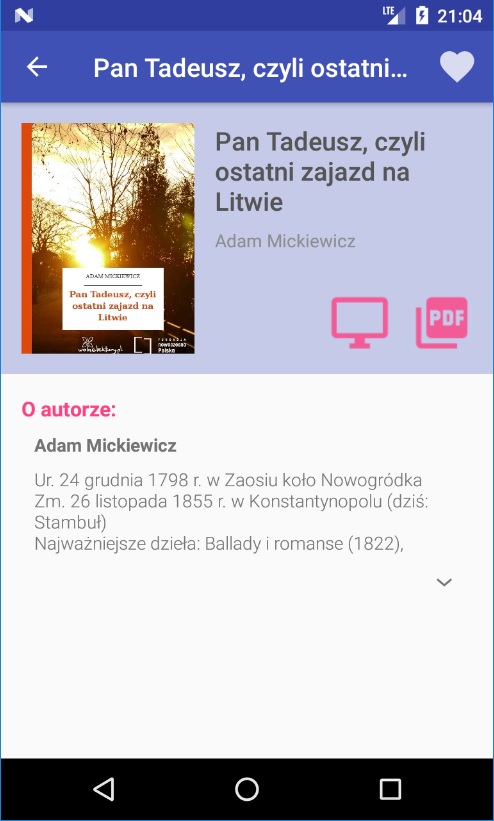 LTE 21:04
Pan Tadeusz, czyli ostatni...
Pan Tadeusz, czyli
ostatni zajazd na
Litwie
Adam Mickiewicz
ADAM MICKIEWICZ
Pan Tadeusz, czyli
ostatni zajazd na
Litwie
wolnelektury.pl
fundacja
nowoczesna
Polska
PDF
O autorze:
Adam Mickiewicz
Ur. 24 grudnia 1798 r. w Zaosiu koło Nowogródka
Zm. 26 listopada 1855 r. w Konstantynopolu (dziś:
Stambuł)
Najważniejsze dzieła: Ballady i romanse (1822),